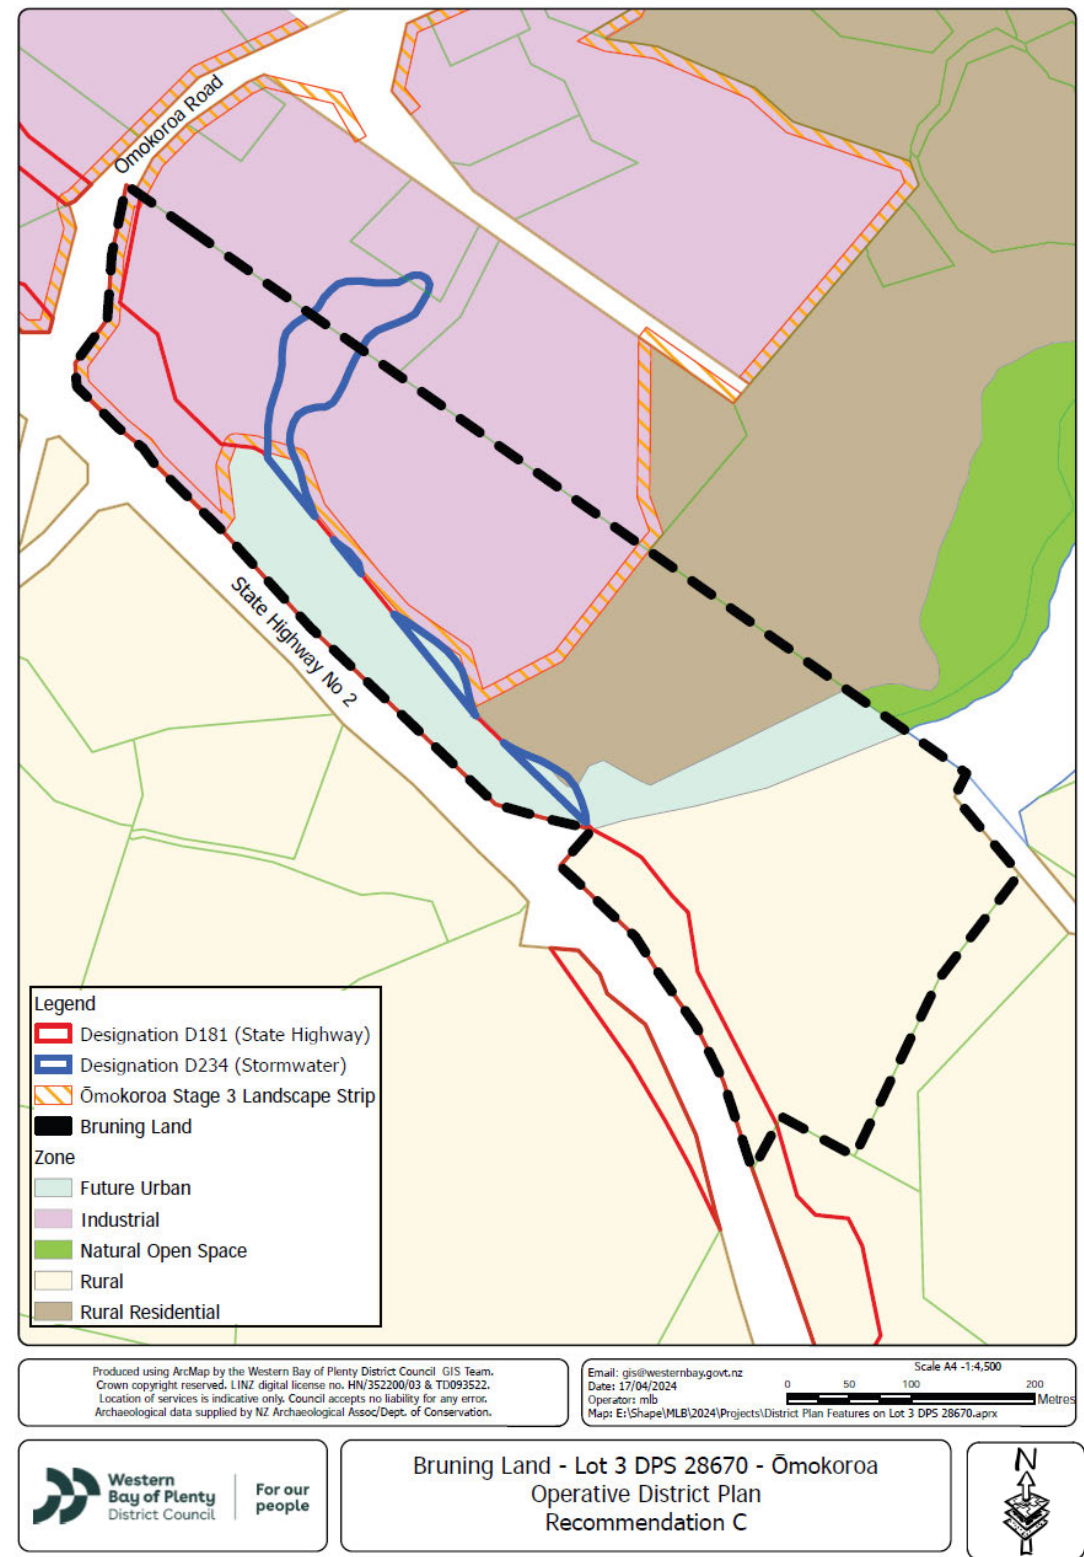 Omokoroa Road
State Highway No 2
Legend
Designation D181 (State Highway)
Designation D234 (Stormwater)
Ōmokoroa Stage 3 Landscape Strip
Bruning Land
Zone
Future Urban
Industrial
Natural Open Space
Rural
Rural Residential
Produced using ArcMap by the Western Bay of Plenty District Council GIS Team.
Crown copyright reserved. LINZ digital license no. HN/352200/03 & TD093522.
Location of services is indicative only. Council accepts no liability for any error.
Archaeological data supplied by NZ Archaeological Assoc/Dept. of Conservation.
Email: gis@westernbay.govt.nz
Date: 17/04/2024
Operator: mlb
Map: E:\Shape\MLB\2024\Projects\District Plan Features on Lot 3 DPS 28670.aprx
Scale A4 -1:4,500
0 50 100 200
Metres
Western
Bay of Plenty
District Council
For our
people
Bruning Land - Lot 3 DPS 28670 - Ōmokoroa
Operative District Plan
Recommendation C
N